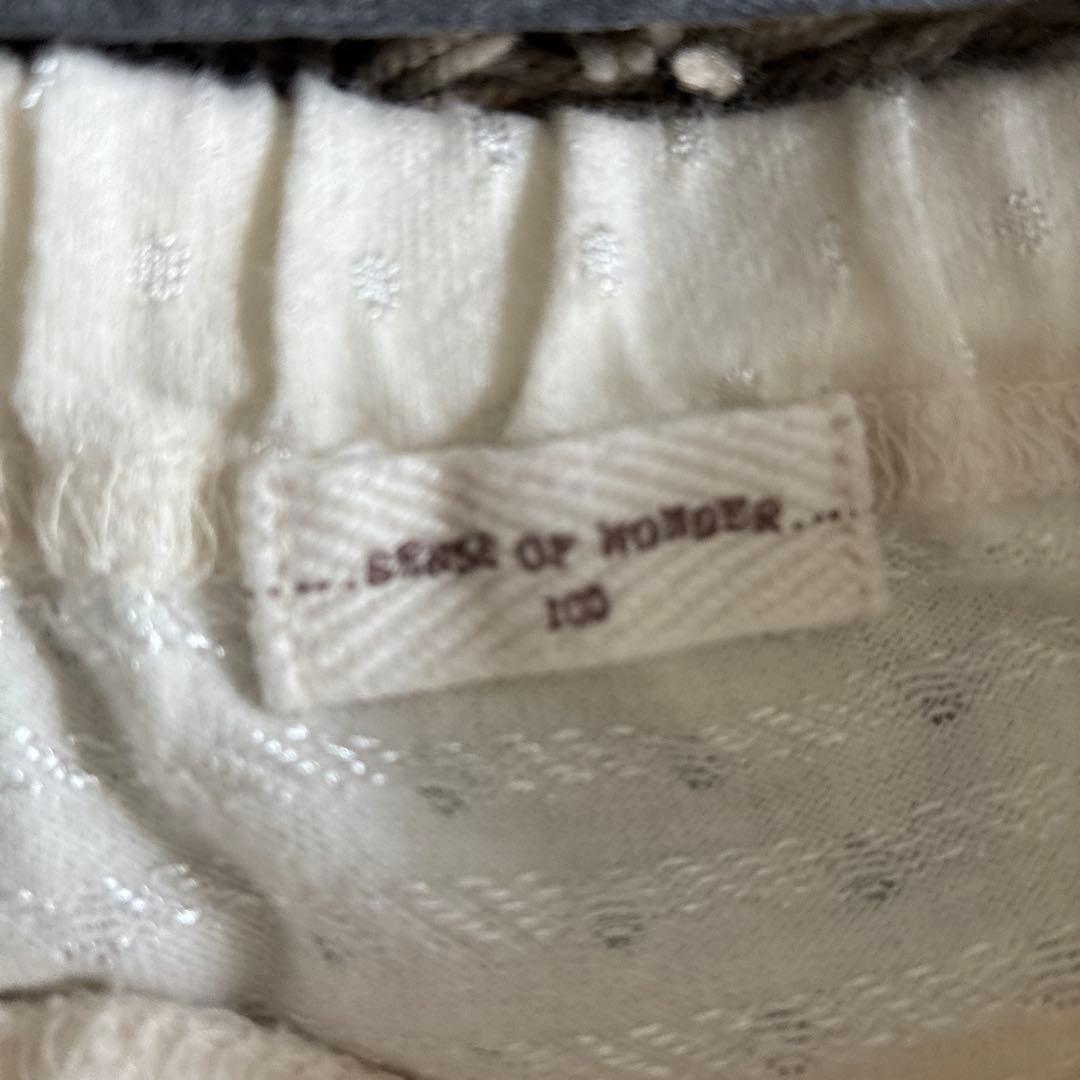 .....SENSE OF WONDER.....
100